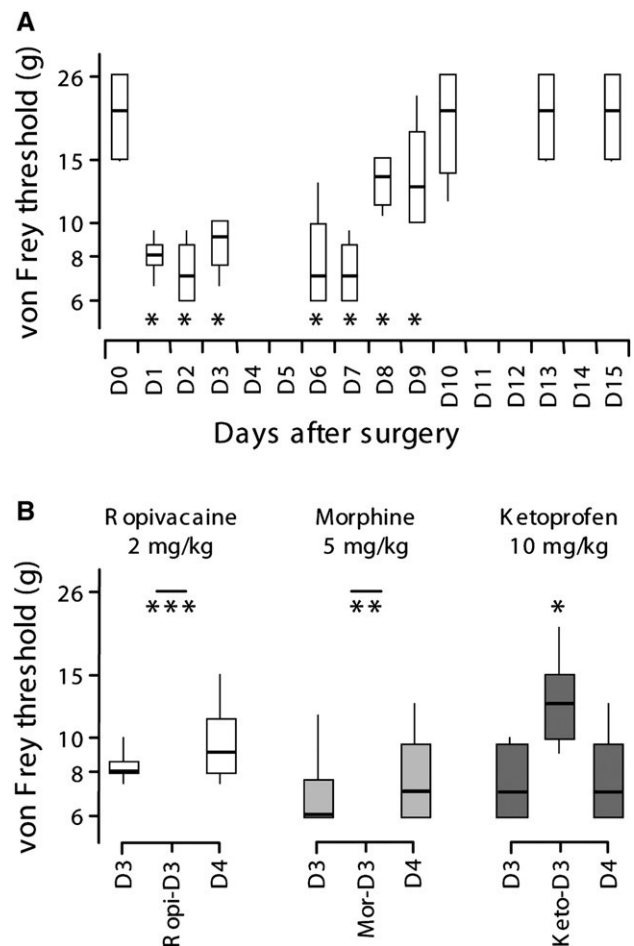 A
von Frey threshold (g)
26
15
10
8
6
* * * * * * *
D0 D1 D2 D3 D4 D5 D6 D7 D8 D9 D10 D11 D12 D13 D14 D15
Days after surgery
B
Ropivacaine Morphine Ketoprofen
2 mg/kg 5 mg/kg 10 mg/kg
von Frey threshold (g)
26
*** ** *
15
10
8
6
D3 Ropi-D3 D4 D3 Mor-D3 D4 D3 Keto-D3 D4